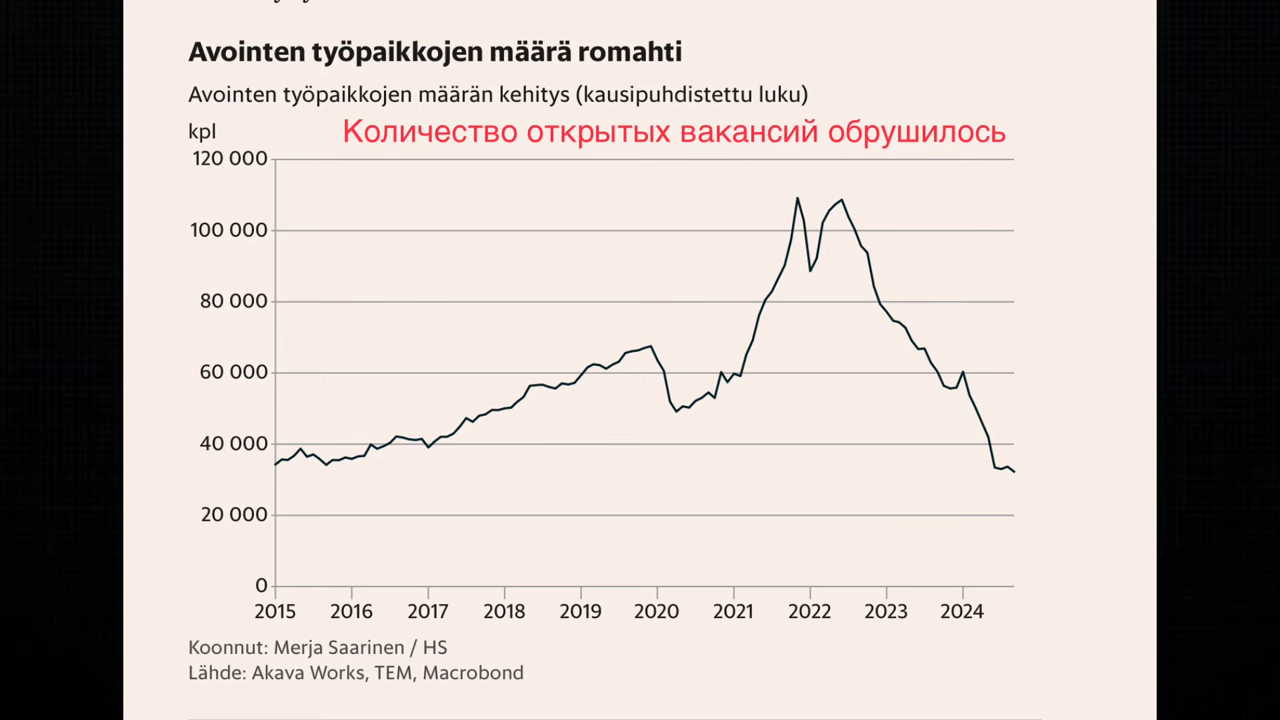 Avointen työpaikkojen määrä romahti
Avointen työpaikkojen määrän kehitys (kausipuhdistettu luku)
kpl
Количество открытых вакансий обрушилось
120 000
100 000
80 000
60 000
40 000
20 000
0
2015 2016 2017 2018 2019 2020 2021 2022 2023 2024
Koonnut: Merja Saarinen / HS
Lähde: Akava Works, TEM, Macrobond